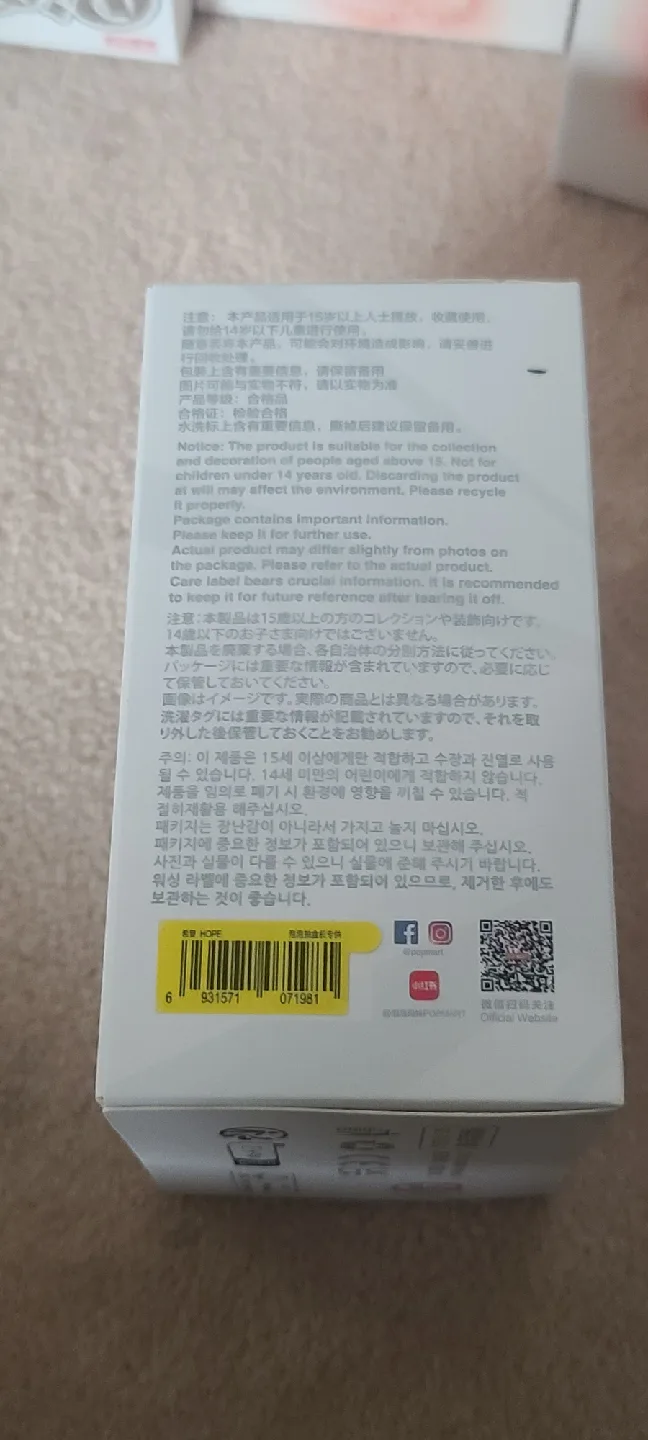 注意: 本产品适用于15岁以上人士摆放、收藏使用。
请勿给14岁以下儿童进行使用。
随意丢弃本产品, 可能会对环境造成影响, 请妥善进
行回收处理。
包装上含有重要信息, 请保留备用
图片可能与实物不符, 请以实物为准
产品等级: 合格品
合格证: 检验合格
水洗标上含有重要信息, 撕掉后建议保留备用。
Notice: The product is suitable for the collection
and decoration of people aged above 15. Not for
children under 14 years old. Discarding the product
at will may affect the environment. Please recycle
it properly.
Package contains important information.
Please keep it for further use.
Actual product may differ slightly from photos on
the package. Please refer to the actual product.
Care label bears crucial information. It is recommended
to keep it for future reference after tearing it off.
注意:本製品は15歳以上の方のコレクションや装飾向けです。
14歳以下のお子さま向けではございません。
本製品を廃棄する場合、各自治体の分別方法に従ってください。
パッケージには重要な情報が含まれていますので、必要に応じ
て保管しておいてください。
画像はイメージです。実際の商品とは異なる場合があります。
洗濯タグには重要な情報が記載されていますので、それを取
り外した後保管しておくことをお勧めします。
주의: 이 제품은 15세 이상에게만 적합하고 수장과 진열로 사용
될 수 있습니다. 14세 미만의 어린이에게 적합하지 않습니다.
제품을 임의로 폐기 시 환경에 영향을 끼칠 수 있습니다. 적
절히재활용 해주십시오.
패키지는 장난감이 아니라서 가지고 놀지 마십시오.
패키지에 중요한 정보가 포함되어 있으니 보관해 주십시오.
사진과 실물이 다를 수 있으니 실물에 준해 주시기 바랍니다.
워싱 라벨에 중요한 정보가 포함되어 있으므로, 제거한 후에도
보관하는 것이 좋습니다.
希望 HOPE
6 931571 071981
@popmart
小红书
微信扫码关注
Official Website